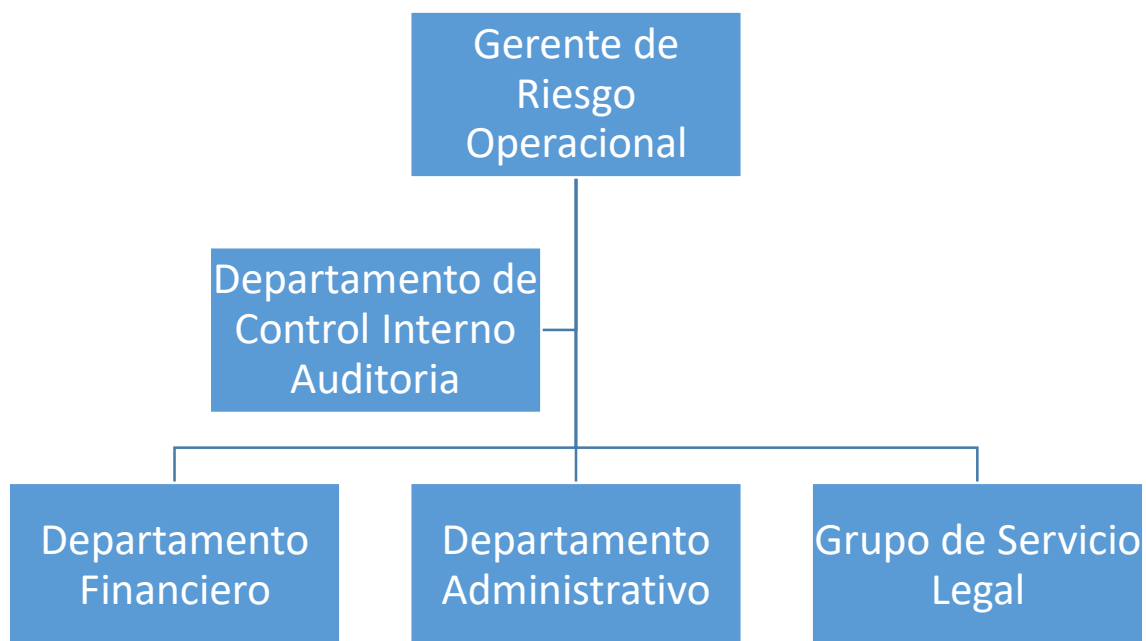 Gerente de
Riesgo
Operacional
Departamento de
Control Interno
Auditoria
Departamento
Financiero
Departamento
Administrativo
Grupo de Servicio
Legal